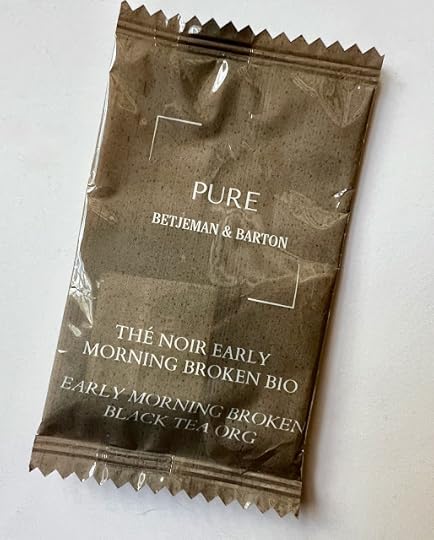 PURE
BETJEMAN & BARTON
THÉ NOIR EARLY
MORNING BROKEN BIO
EARLY MORNING BROKEN
BLACK TEA ORG